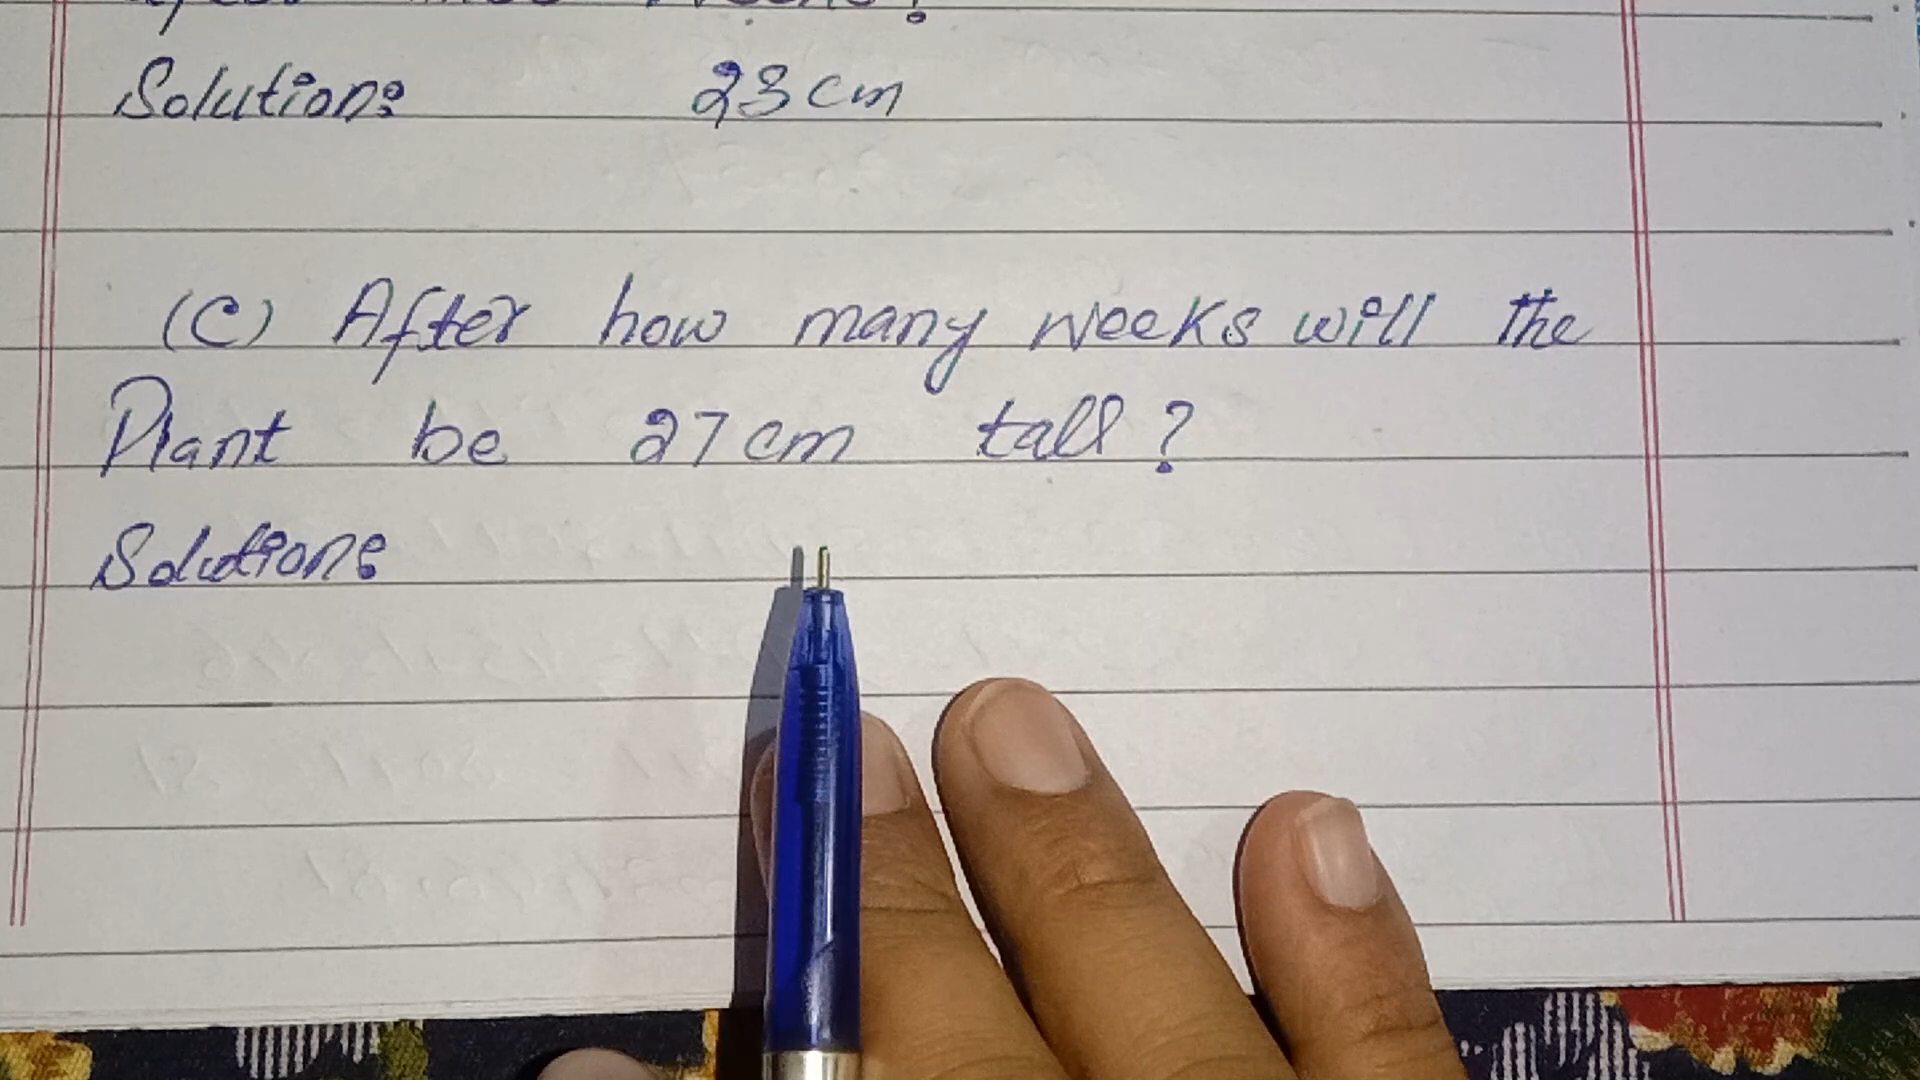 Solution: 23 cm
(C) After how many weeks will the
Plant be 27 cm tall?
Solution: